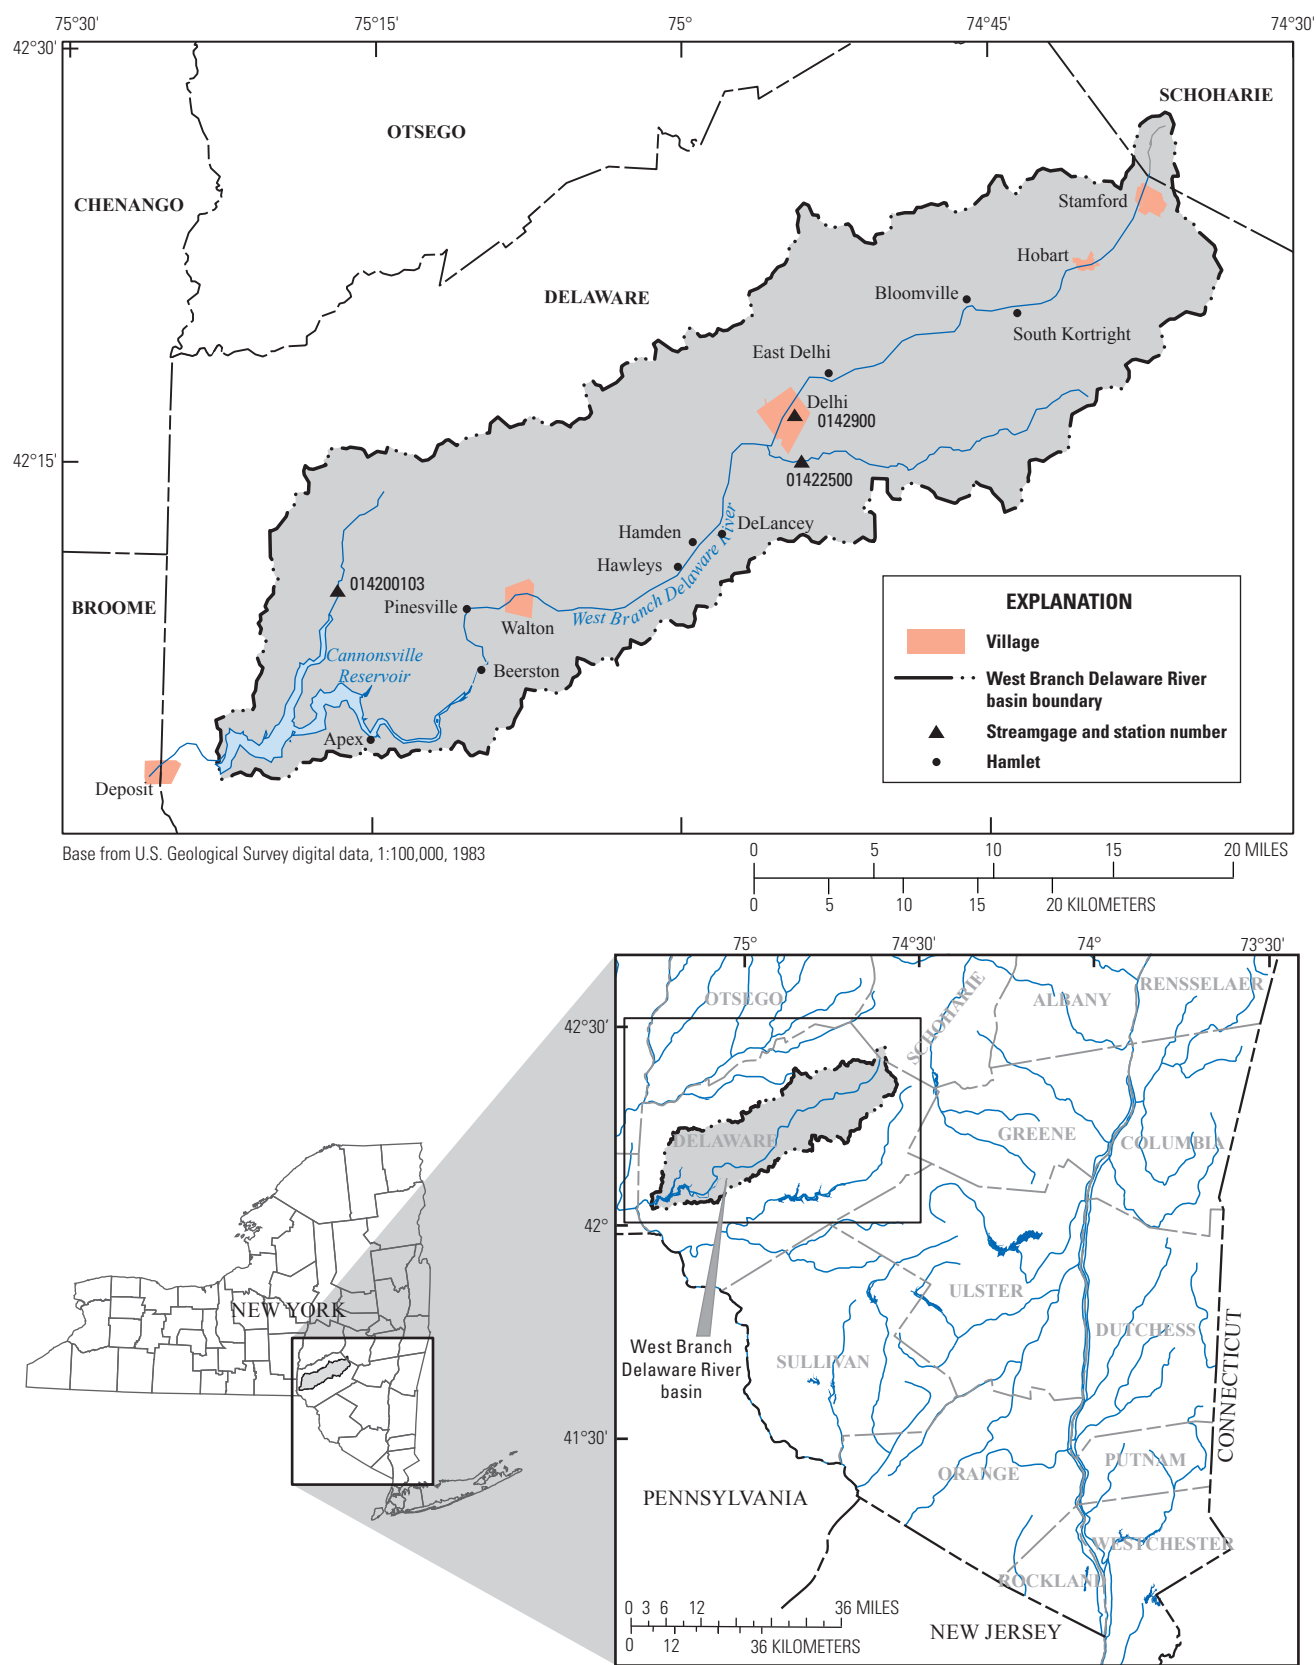 75°30'
75°15'
75°
74°45'
74°30'
42°30'
SCHOHARIE
OTSEGO
CHENANGO
Stamford
Hobart
DELAWARE
Bloomville
South Kortright
East Delhi
Delhi
0142900
42°15'
01422500
Hamden
DeLancey
Hawleys
West Branch Delaware River
014200103
BROOME
Pinesville
Walton
Cannonsville
Reservoir
Beerston
Apex
Deposit
EXPLANATION
Village
West Branch Delaware River
basin boundary
Streamgage and station number
Hamlet
Base from U.S. Geological Survey digital data, 1:100,000, 1983
0 5 10 15 20 MILES
0 5 10 15 20 KILOMETERS
75°
74°30'
74°
73°30'
42°30'
OTSEGO
SCHOHARIE
ALBANY
RENSSELAER
DELAWARE
GREENE
COLUMBIA
42°
NEW YORK
ULSTER
DUTCHESS
SULLIVAN
West Branch
Delaware River
basin
CONNECTICUT
41°30'
ORANGE
PUTNAM
PENNSYLVANIA
WESTCHESTER
ROCKLAND
NEW JERSEY
0 3 6 12 36 MILES
0 12 36 KILOMETERS